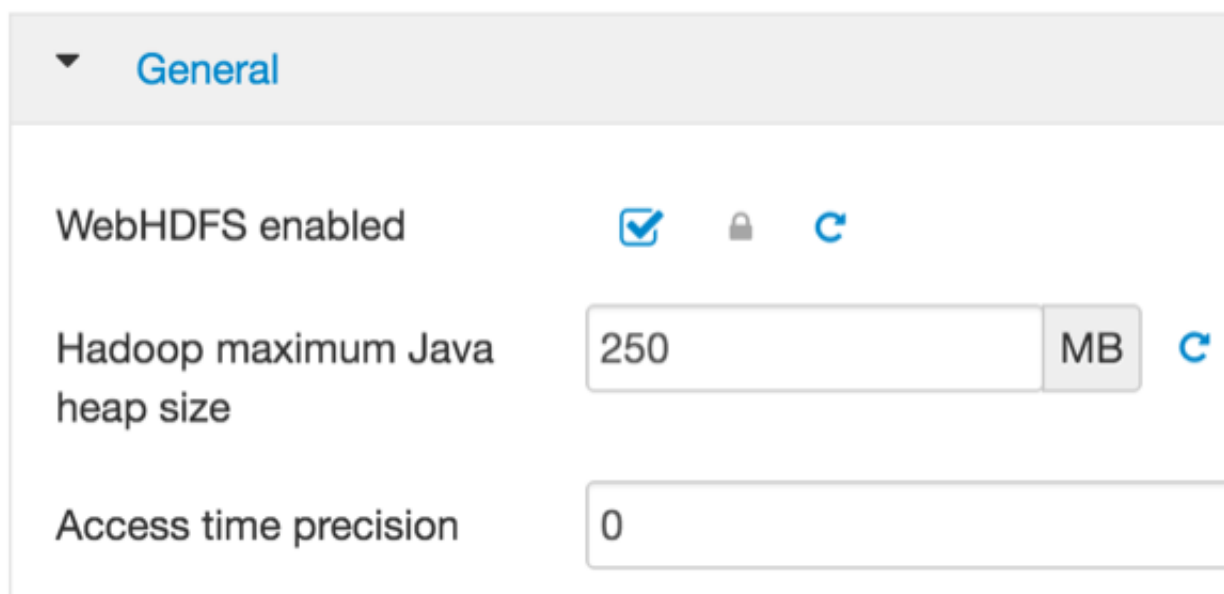 General
WebHDFS enabled
Hadoop maximum Java
heap size
250 MB
Access time precision
0